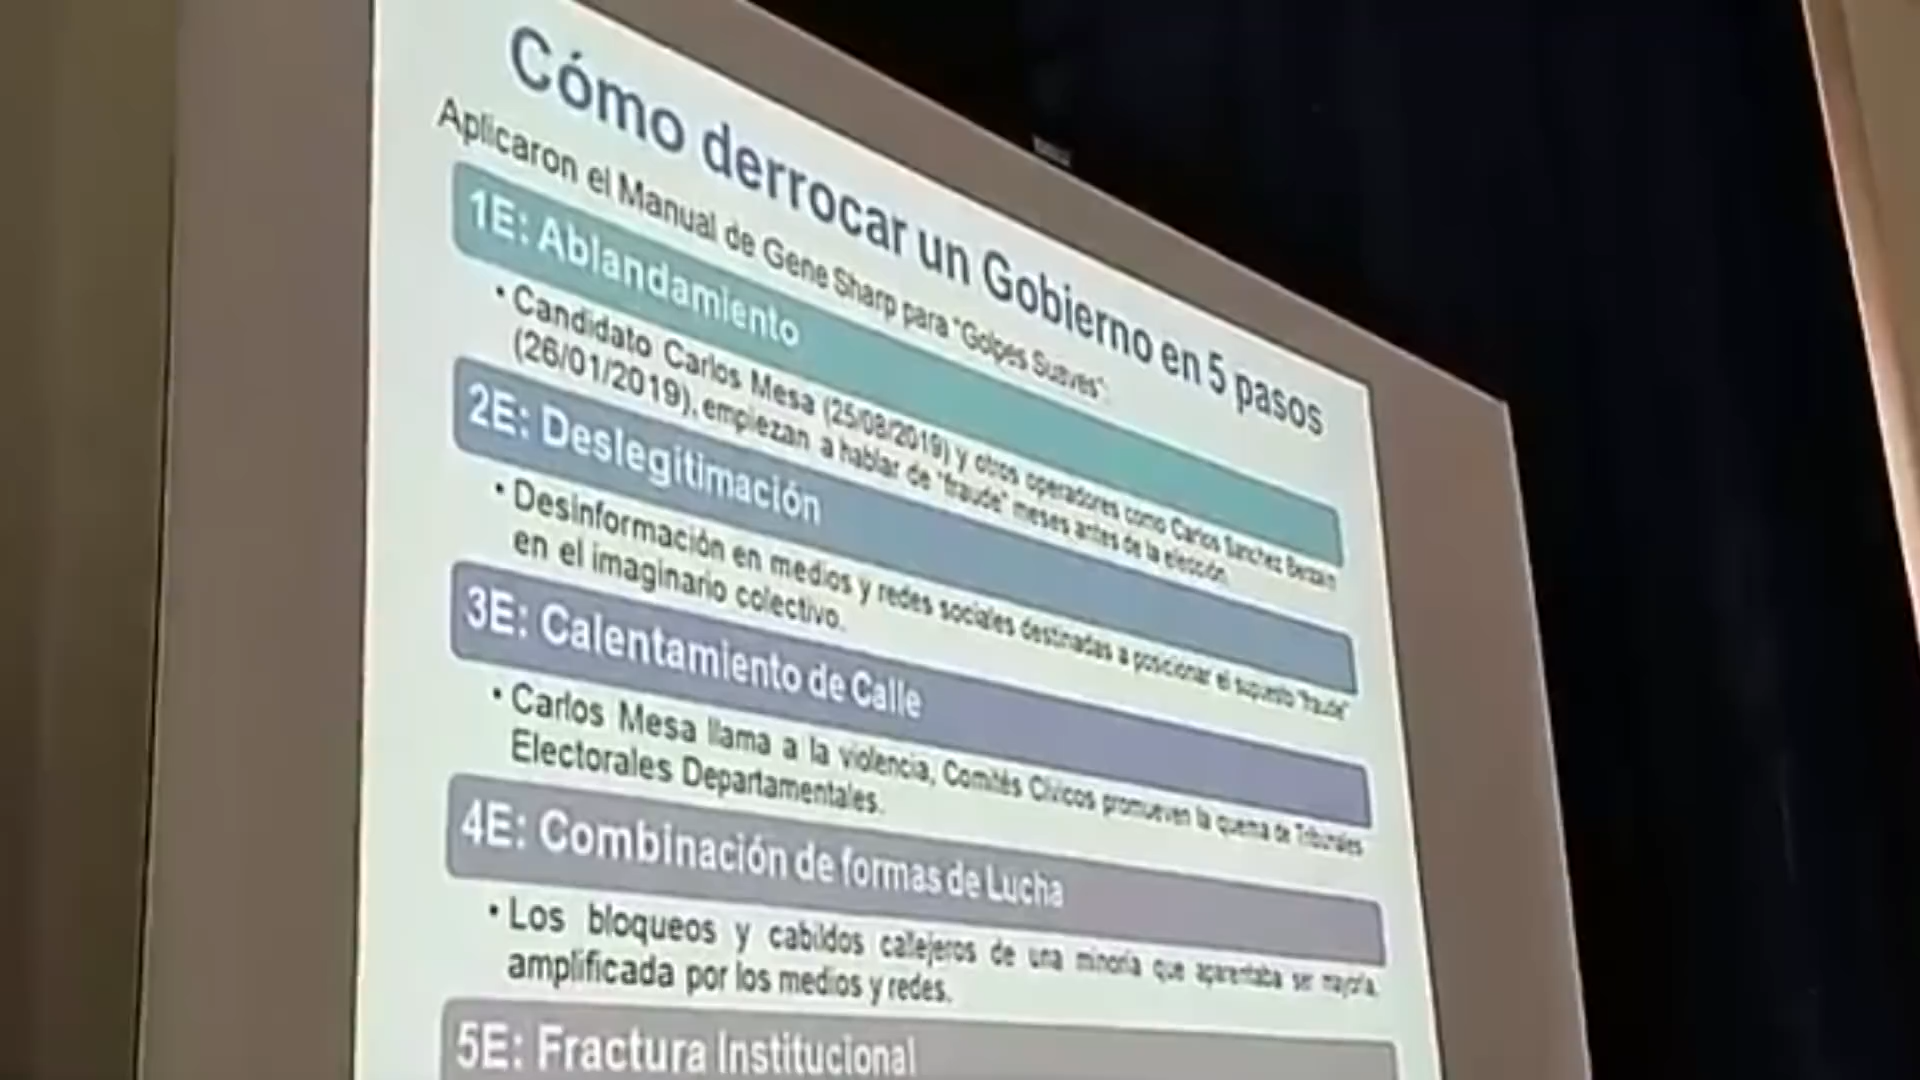 Cómo derrocar un Gobierno en 5 pasos
Aplicaron el Manual de Gene Sharp para "Golpes Suaves":
1E: Ablandamiento
• Candidato Carlos Mesa (25/08/2019) y otros operadores como Carlos Sanchez Berzain
(26/01/2019), empiezan a hablar de "fraude" meses antes de la elección.
2E: Deslegitimación
• Desinformación en medios y redes sociales destinadas a posicionar el supuesto "fraude"
en el imaginario colectivo.
3E: Calentamiento de Calle
• Carlos Mesa llama a la violencia, Comités Cívicos promueven la quema de Tribunales
Electorales Departamentales.
4E: Combinación de formas de Lucha
• Los bloqueos y cabildos callejeros de una minoría que aparentaba ser mayoría,
amplificada por los medios y redes.
5E: Fractura Institucional